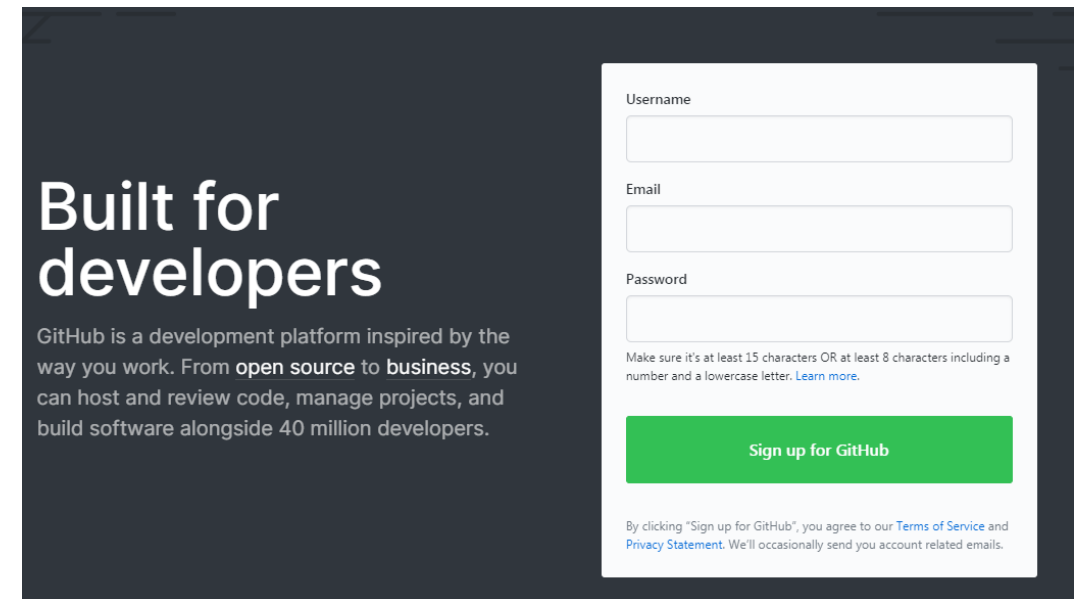 Built for
developers
GitHub is a development platform inspired by the
way you work. From open source to business, you
can host and review code, manage projects, and
build software alongside 40 million developers.
Username
Email
Password
Make sure it's at least 15 characters OR at least 8 characters including a
number and a lowercase letter. Learn more.
Sign up for GitHub
By clicking “Sign up for GitHub”, you agree to our Terms of Service and
Privacy Statement. We’ll occasionally send you account related emails.